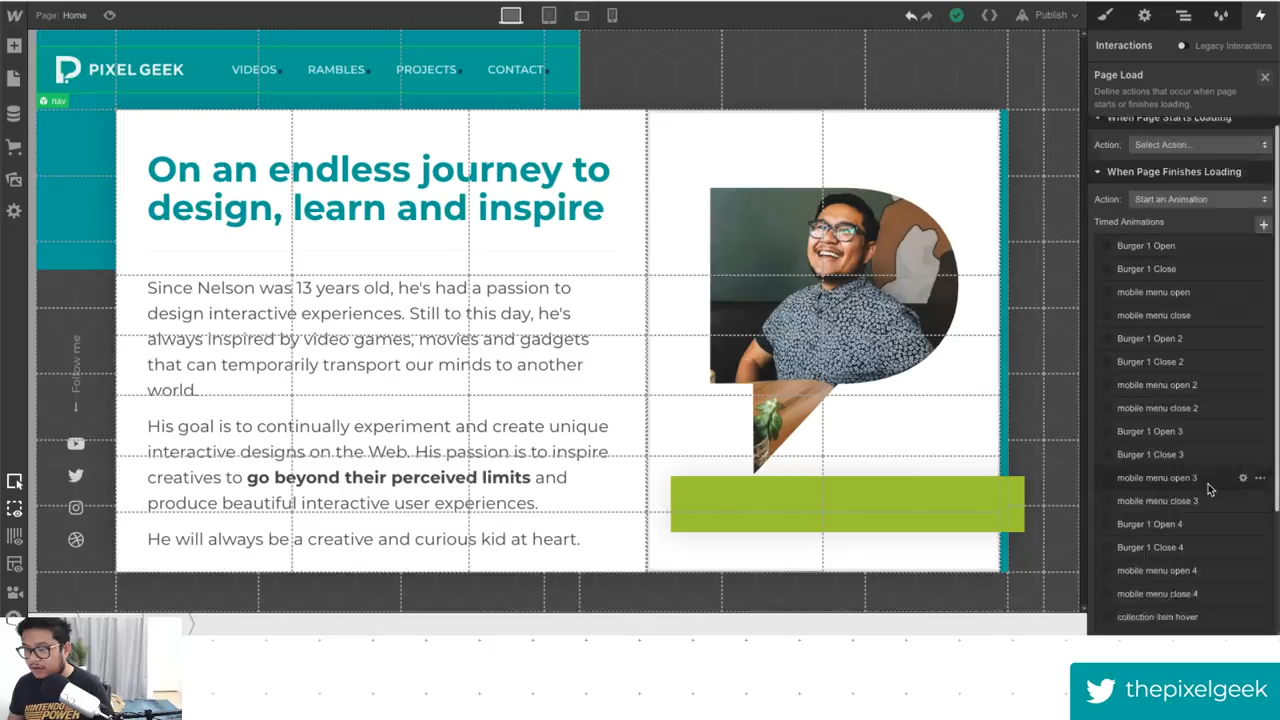 Page: Home
Publish
PIXEL GEEK
VIDEOS
RAMBLES
PROJECTS
CONTACT
nav
On an endless journey to
design, learn and inspire
Since Nelson was 13 years old, he's had a passion to
design interactive experiences. Still to this day, he's
always inspired by video games, movies and gadgets
that can temporarily transport our minds to another
world.
His goal is to continually experiment and create unique
interactive designs on the Web. His passion is to inspire
creatives to go beyond their perceived limits and
produce beautiful interactive user experiences.
He will always be a creative and curious kid at heart.
Follow me
Interactions
Legacy Interactions
Page Load
Define actions that occur when page
starts or finishes loading.
When Page Starts Loading
Action: Select Action...
When Page Finishes Loading
Action: Start an Animation
Timed Animations
Burger 1 Open
Burger 1 Close
mobile menu open
mobile menu close
Burger 1 Open 2
Burger 1 Close 2
mobile menu open 2
mobile menu close 2
Burger 1 Open 3
Burger 1 Close 3
mobile menu open 3
mobile menu close 3
Burger 1 Open 4
Burger 1 Close 4
mobile menu open 4
mobile menu close 4
collection item hover
NINTENDO
POWER
thepixelgeek